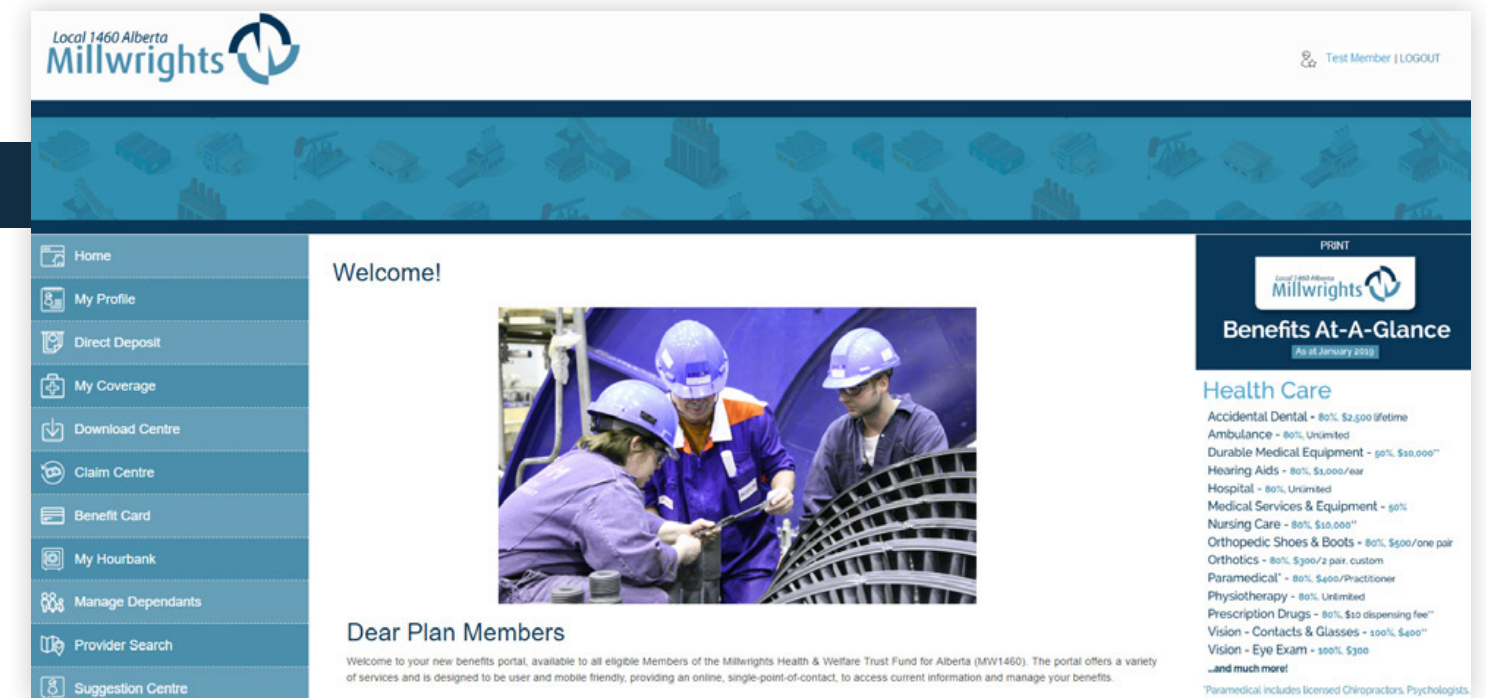 Local 1460 Alberta
Millwrights
Test Member | LOGOUT
Home
My Profile
Direct Deposit
My Coverage
Download Centre
Claim Centre
Benefit Card
My Hourbank
Manage Dependants
Provider Search
Suggestion Centre
Welcome!
Dear Plan Members
Welcome to your new benefits portal, available to all eligible Members of the Millwrights Health & Welfare Trust Fund for Alberta (MW1460). The portal offers a variety
of services and is designed to be user and mobile friendly, providing an online, single-point-of-contact, to access current information and manage your benefits.
PRINT
Local 1460 Alberta
Millwrights
Benefits At-A-Glance
As at January 2019
Health Care
Accidental Dental - 80%, $2,500 lifetime
Ambulance - 80%, Unlimited
Durable Medical Equipment - 50%, $10,000**
Hearing Aids - 80%, $1,000/ear
Hospital - 80%, Unlimited
Medical Services & Equipment - 50%
Nursing Care - 80%, $10,000**
Orthopedic Shoes & Boots - 80%, $500/one pair
Orthotics - 80%, $300/2 pair, custom
Paramedical* - 80%, $400/Practitioner
Physiotherapy - 80%, Unlimited
Prescription Drugs - 80%, $10 dispensing fee**
Vision - Contacts & Glasses - 100%, $400**
Vision - Eye Exam - 100%, $300
...and much more!
*Paramedical includes licensed Chiropractors, Psychologists,